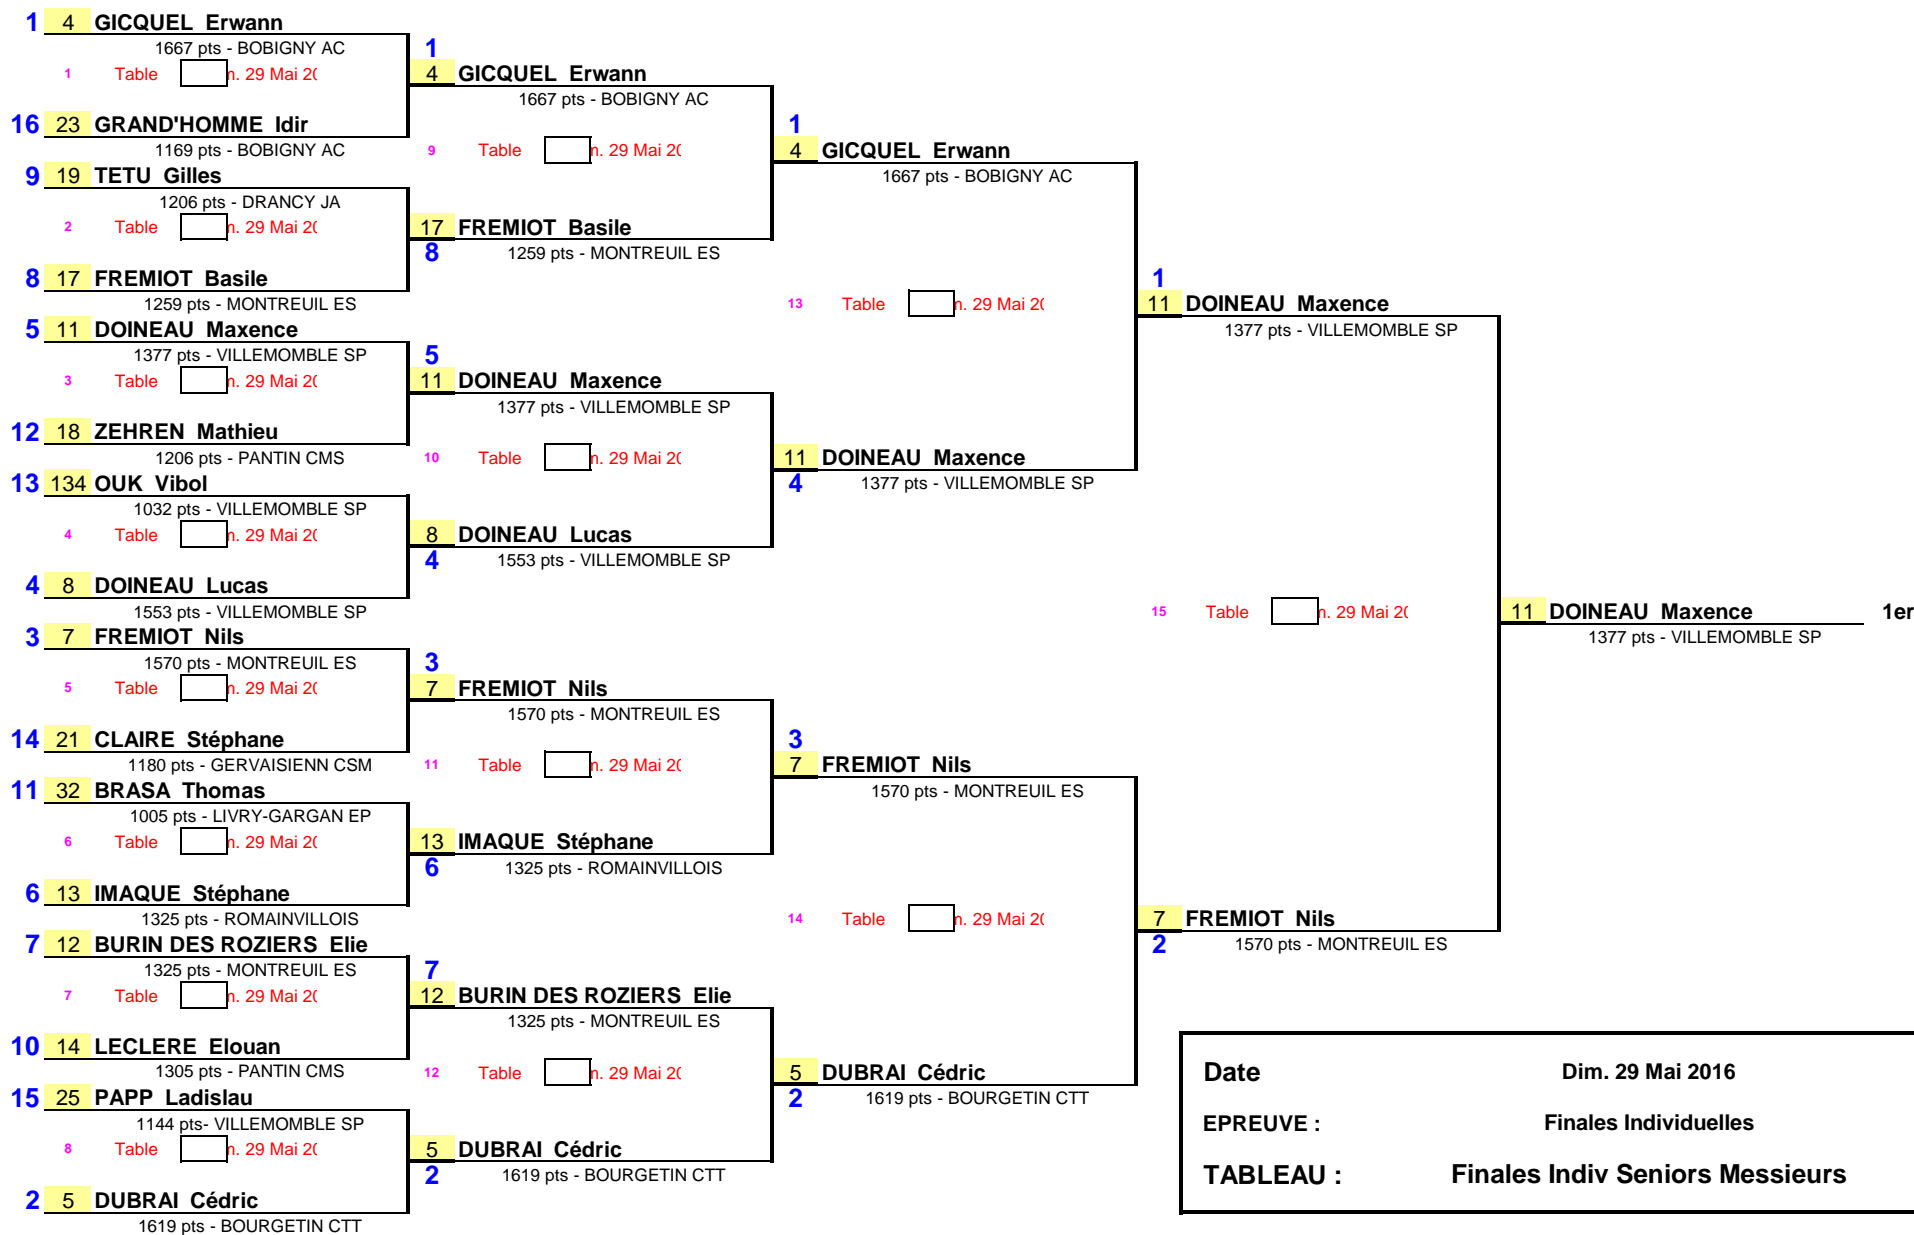 1 4 GICQUEL Erwann
1667 pts - BOBIGNY AC
1 Table n. 29 Mai 20
16 23 GRAND'HOMME Idir
1169 pts - BOBIGNY AC
9 19 TETU Gilles
1206 pts - DRANCY JA
2 Table n. 29 Mai 20
8 17 FREMIOT Basile
1259 pts - MONTREUIL ES
5 11 DOINEAU Maxence
1377 pts - VILLEMOMBLE SP
3 Table n. 29 Mai 20
12 18 ZEHREN Mathieu
1206 pts - PANTIN CMS
13 134 OUK Vibol
1032 pts - VILLEMOMBLE SP
4 Table n. 29 Mai 20
4 8 DOINEAU Lucas
1553 pts - VILLEMOMBLE SP
3 7 FREMIOT Nils
1570 pts - MONTREUIL ES
5 Table n. 29 Mai 20
14 21 CLAIRE Stéphane
1180 pts - GERVAISIENN CSM
11 32 BRASA Thomas
1005 pts - LIVRY-GARGAN EP
6 Table n. 29 Mai 20
6 13 IMAQUE Stéphane
1325 pts - ROMAINVILLOIS
7 12 BURIN DES ROZIERS Elie
1325 pts - MONTREUIL ES
7 Table n. 29 Mai 20
10 14 LECLERE Elouan
1305 pts - PANTIN CMS
15 25 PAPP Ladislau
1144 pts- VILLEMOMBLE SP
8 Table n. 29 Mai 20
2 5 DUBRAI Cédric
1619 pts - BOURGETIN CTT
1
4 GICQUEL Erwann
1667 pts - BOBIGNY AC
9 Table n. 29 Mai 20
17 FREMIOT Basile
8 1259 pts - MONTREUIL ES
5
11 DOINEAU Maxence
1377 pts - VILLEMOMBLE SP
10 Table n. 29 Mai 20
8 DOINEAU Lucas
4 1553 pts - VILLEMOMBLE SP
3
7 FREMIOT Nils
1570 pts - MONTREUIL ES
11 Table n. 29 Mai 20
13 IMAQUE Stéphane
6 1325 pts - ROMAINVILLOIS
7
12 BURIN DES ROZIERS Elie
1325 pts - MONTREUIL ES
12 Table n. 29 Mai 20
5 DUBRAI Cédric
2 1619 pts - BOURGETIN CTT
1
4 GICQUEL Erwann
1667 pts - BOBIGNY AC
13 Table n. 29 Mai 20
11 DOINEAU Maxence
4 1377 pts - VILLEMOMBLE SP
3
7 FREMIOT Nils
1570 pts - MONTREUIL ES
14 Table n. 29 Mai 20
5 DUBRAI Cédric
2 1619 pts - BOURGETIN CTT
1
11 DOINEAU Maxence
1377 pts - VILLEMOMBLE SP
15 Table n. 29 Mai 20
7 FREMIOT Nils
2 1570 pts - MONTREUIL ES
11 DOINEAU Maxence 1er
1377 pts - VILLEMOMBLE SP
Date Dim. 29 Mai 2016
EPREUVE : Finales Individuelles
TABLEAU : Finales Indiv Seniors Messieurs